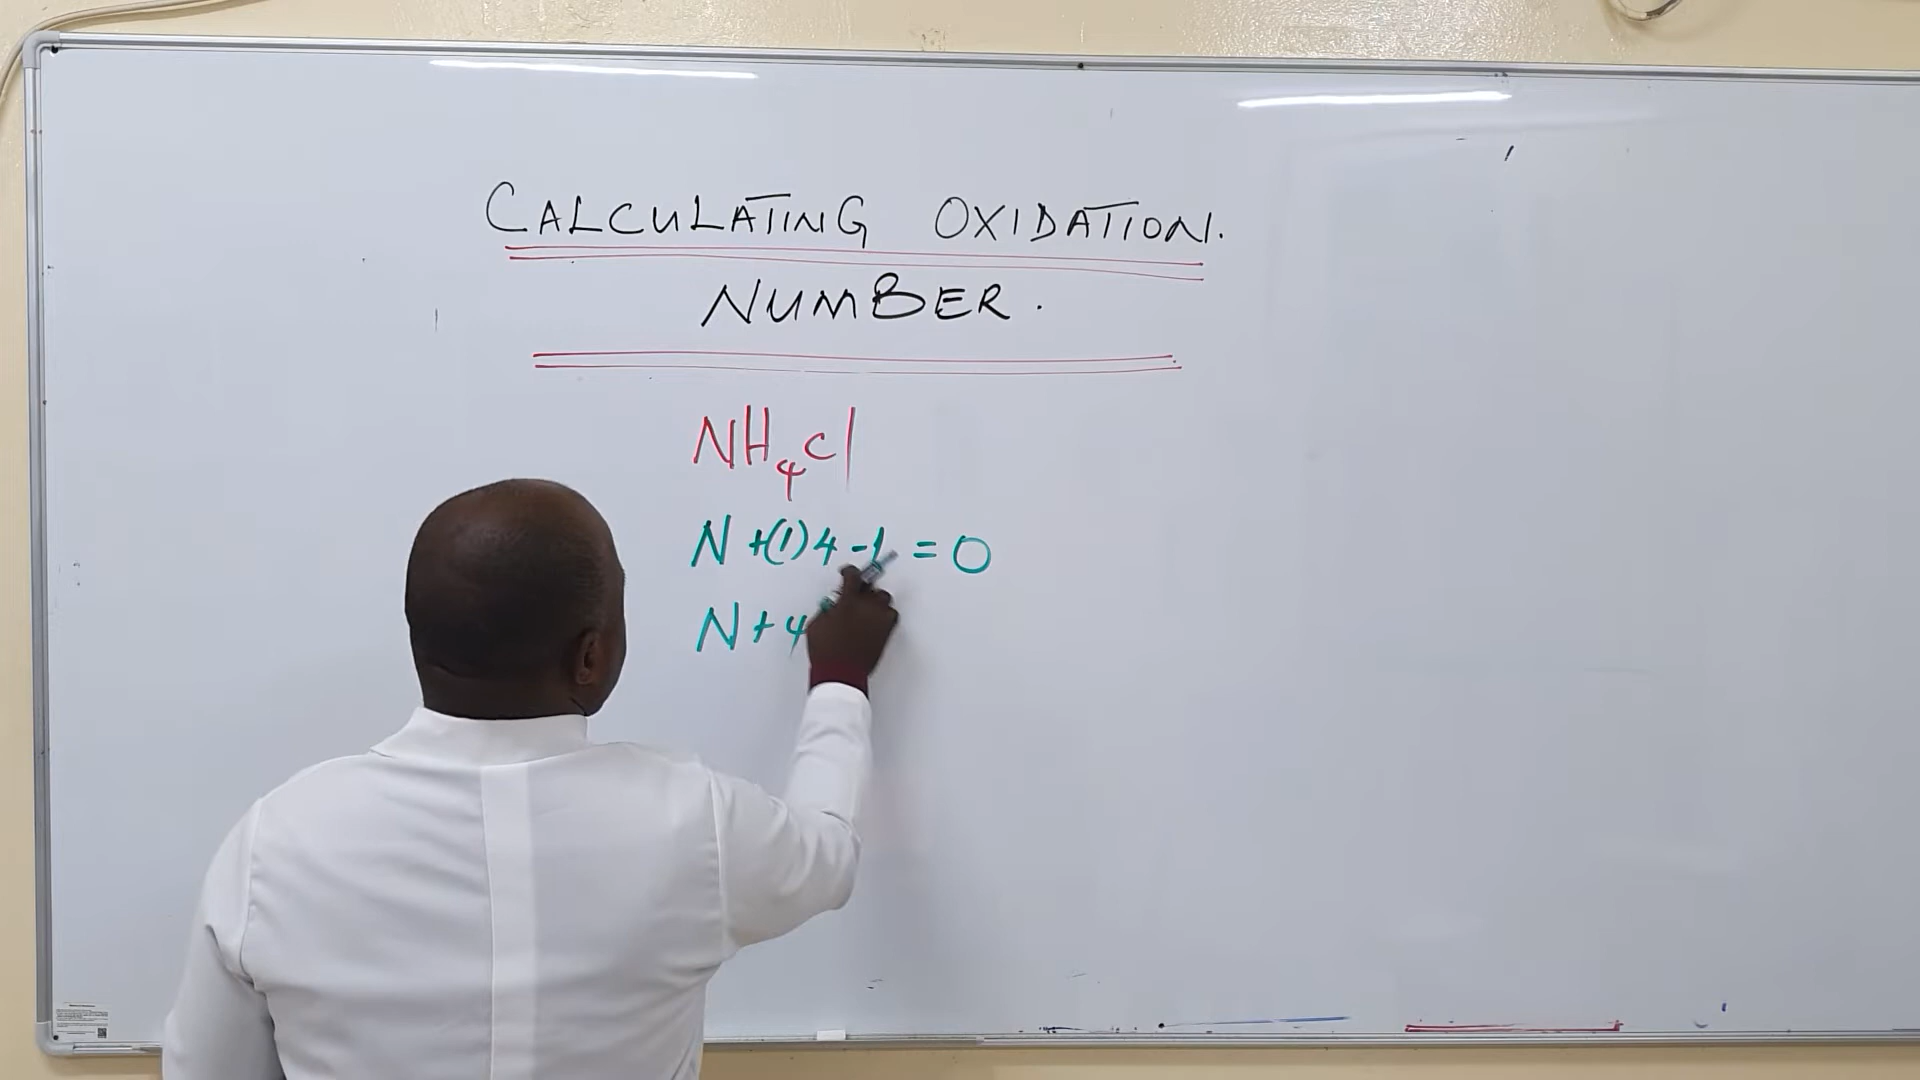 CALCULATING OXIDATION.
NUMBER.
NH₄Cl
N +(1)4 -1 = 0
N + 4